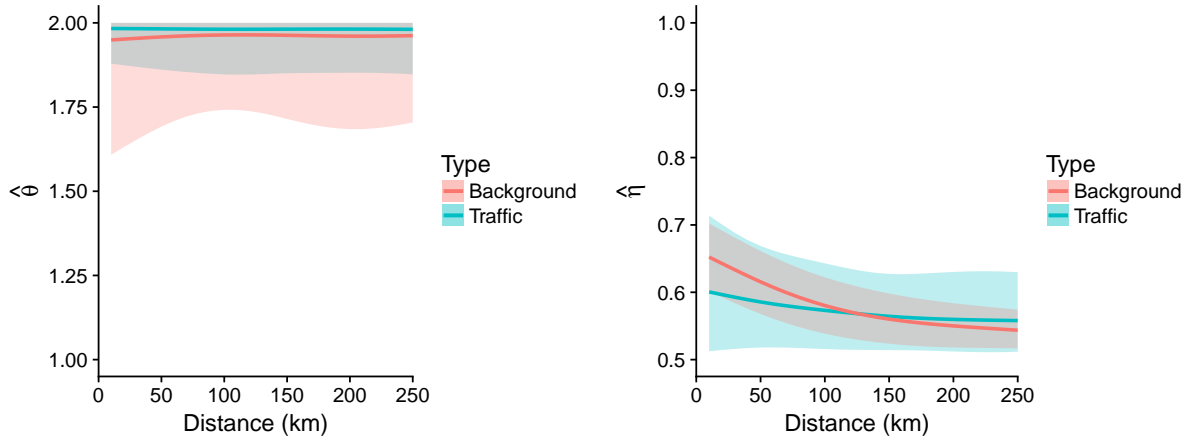 2.00
1.75
1.50
1.25
1.00
θ̂
0 50 100 150 200 250
Distance (km)
Type
Background
Traffic
1.0
0.9
0.8
0.7
0.6
0.5
η̂
0 50 100 150 200 250
Distance (km)
Type
Background
Traffic